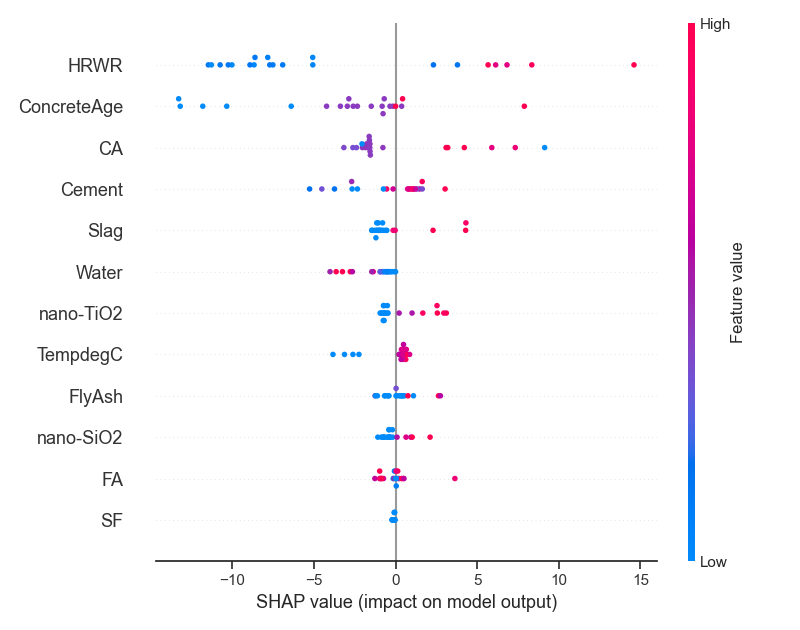 High
HRWR
ConcreteAge
CA
Cement
Slag
Water
nano-TiO2
TempdegC
FlyAsh
nano-SiO2
FA
SF
Feature value
Low
−10
−5
0
5
10
15
SHAP value (impact on model output)